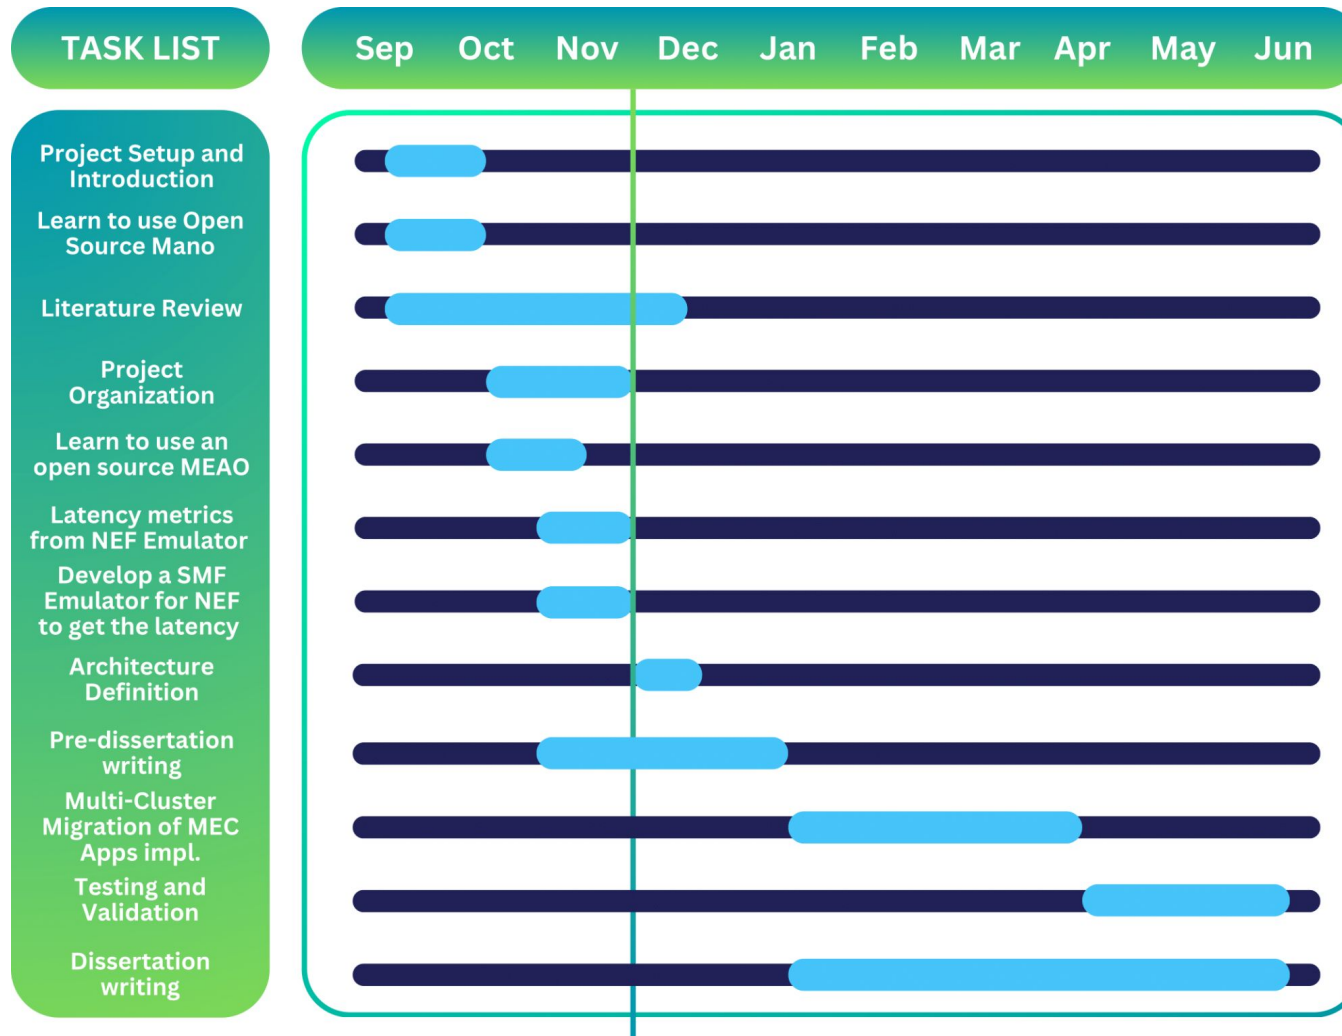 TASK LIST
Sep Oct Nov Dec Jan Feb Mar Apr May Jun
Project Setup and
Introduction
Learn to use Open
Source Mano
Literature Review
Project
Organization
Learn to use an
open source MEAO
Latency metrics
from NEF Emulator
Develop a SMF
Emulator for NEF
to get the latency
Architecture
Definition
Pre-dissertation
writing
Multi-Cluster
Migration of MEC
Apps impl.
Testing and
Validation
Dissertation
writing